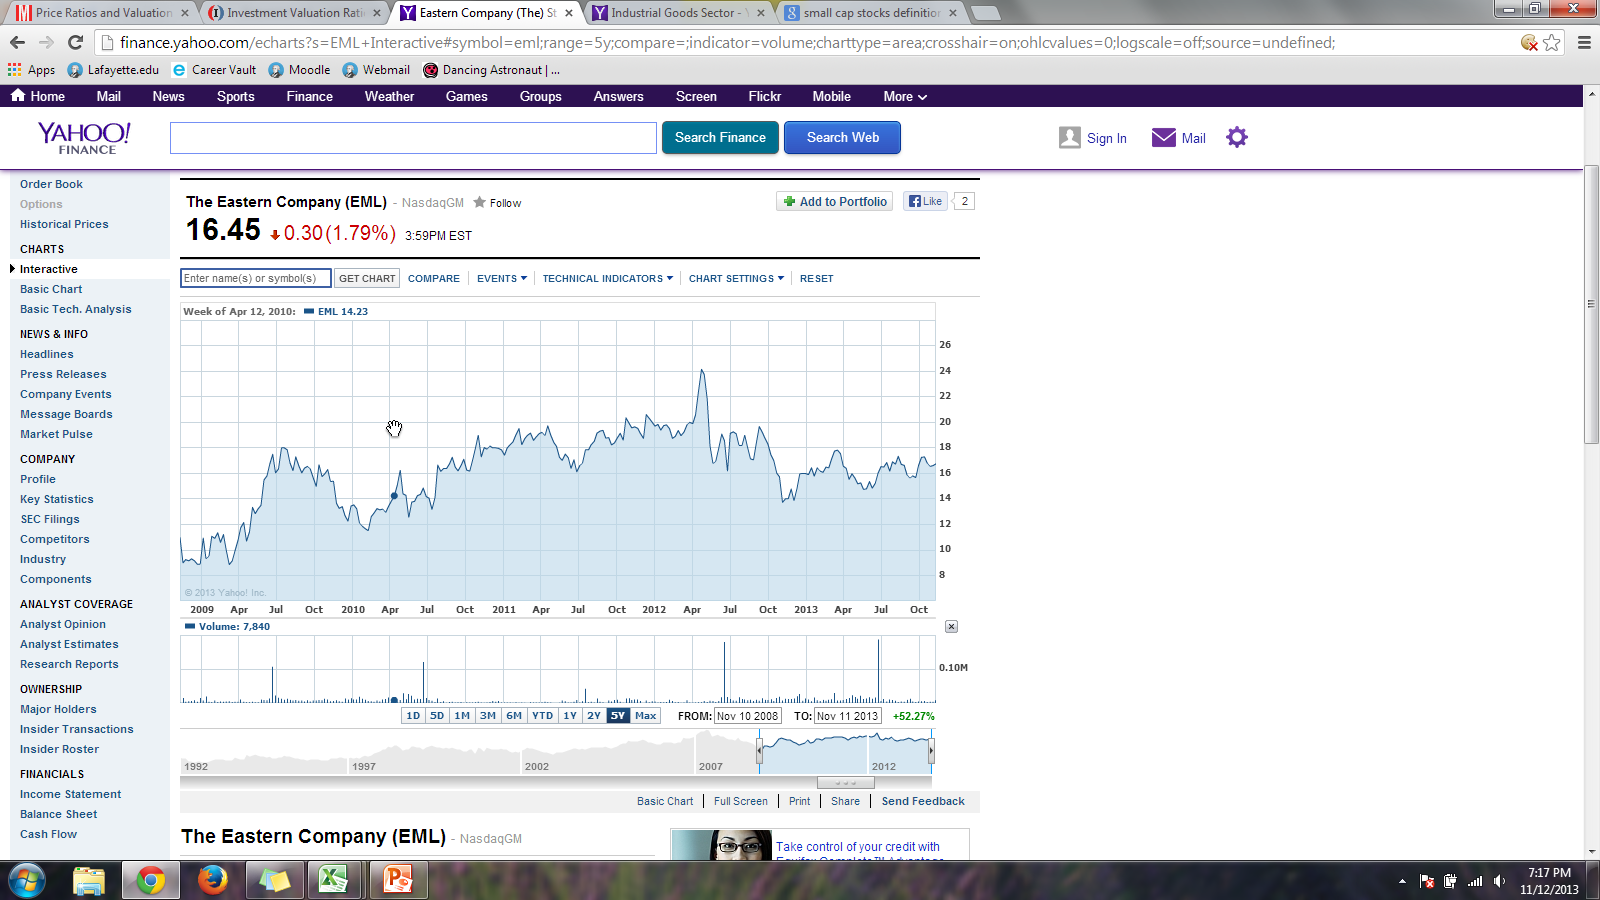 Price Ratios and Valuation
Investment Valuation Rati
Eastern Company (The) St
Industrial Goods Sector -
small cap stocks definition
finance.yahoo.com/echarts?s=EML+Interactive#symbol=eml;range=5y;compare=;indicator=volume;charttype=area;crosshair=on;ohlcvalues=0;logscale=off;source=undefined;
Apps Lafayette.edu Career Vault Moodle Webmail Dancing Astronaut | ...
Home Mail News Sports Finance Weather Games Groups Answers Screen Flickr Mobile More
YAHOO!
FINANCE
Search Finance Search Web Sign In Mail
Order Book
Options
Historical Prices
CHARTS
Interactive
Basic Chart
Basic Tech. Analysis
NEWS & INFO
Headlines
Press Releases
Company Events
Message Boards
Market Pulse
COMPANY
Profile
Key Statistics
SEC Filings
Competitors
Industry
Components
ANALYST COVERAGE
Analyst Opinion
Analyst Estimates
Research Reports
OWNERSHIP
Major Holders
Insider Transactions
Insider Roster
FINANCIALS
Income Statement
Balance Sheet
Cash Flow
The Eastern Company (EML) - NasdaqGM Follow
Add to Portfolio Like 2
16.45 0.30(1.79%) 3:59PM EST
Enter name(s) or symbol(s) GET CHART COMPARE EVENTS TECHNICAL INDICATORS CHART SETTINGS RESET
Week of Apr 12, 2010: EML 14.23
26
24
22
20
18
16
14
12
10
8
© 2013 Yahoo! Inc.
2009 Apr Jul Oct 2010 Apr Jul Oct 2011 Apr Jul Oct 2012 Apr Jul Oct 2013 Apr Jul Oct
Volume: 7,840
0.10M
1D 5D 1M 3M 6M YTD 1Y 2Y 5Y Max FROM: Nov 10 2008 TO: Nov 11 2013 +52.27%
1992 1997 2002 2007 2012
Basic Chart Full Screen Print Share Send Feedback
The Eastern Company (EML) - NasdaqGM
Take control of your credit with
Equifax Complete™ Advantage
7:17 PM
11/12/2013